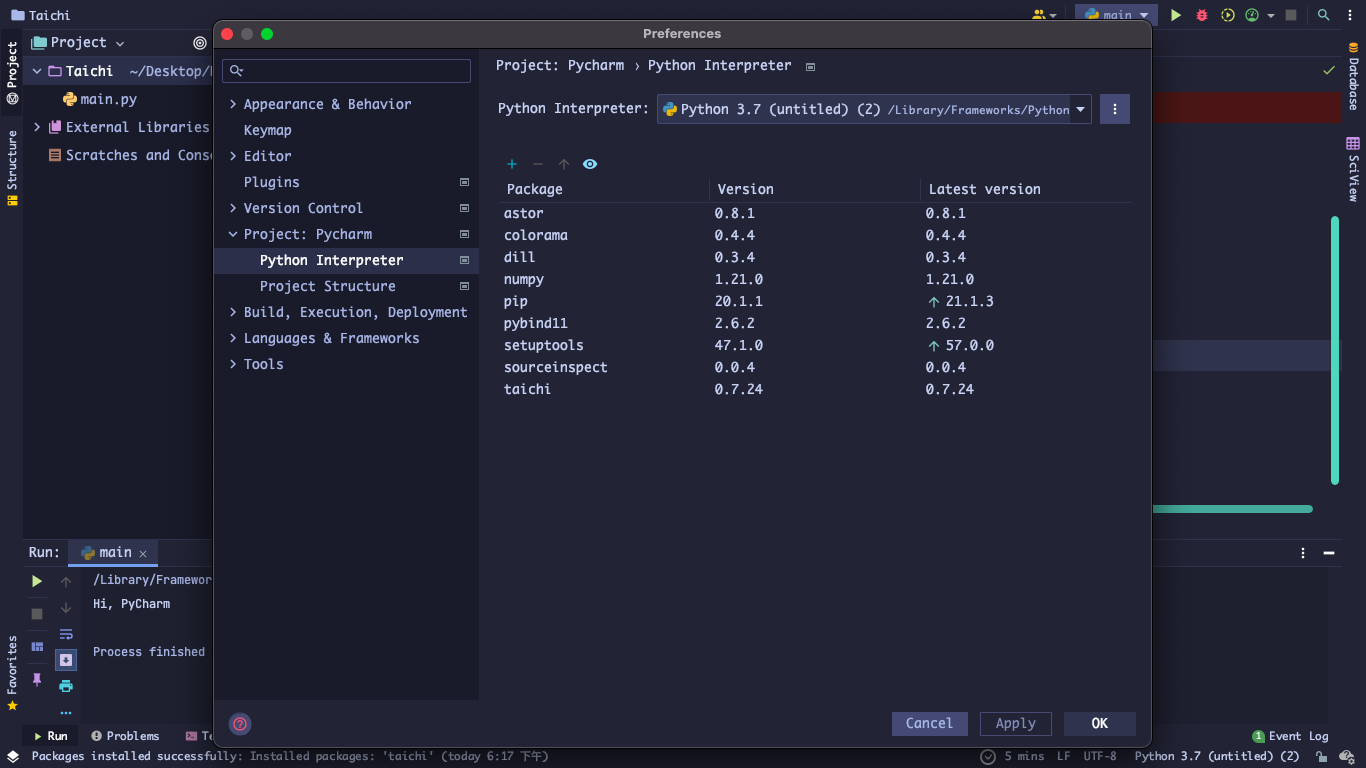 Taichi
main
Preferences
Project
Project
Taichi ~/Desktop/
main.py
External Libraries
Scratches and Cons
Structure
Favorites
Database
SciView
Appearance & Behavior
Keymap
Editor
Plugins
Version Control
Project: Pycharm
Python Interpreter
Project Structure
Build, Execution, Deployment
Languages & Frameworks
Tools
Project: Pycharm › Python Interpreter
Python Interpreter: Python 3.7 (untitled) (2) /Library/Frameworks/Python
Package Version Latest version
astor 0.8.1 0.8.1
colorama 0.4.4 0.4.4
dill 0.3.4 0.3.4
numpy 1.21.0 1.21.0
pip 20.1.1 21.1.3
pybind11 2.6.2 2.6.2
setuptools 47.1.0 57.0.0
sourceinspect 0.0.4 0.0.4
taichi 0.7.24 0.7.24
Cancel Apply OK
Run: main
/Library/Framewor
Hi, PyCharm
Process finished
Run Problems Te
1 Event Log
Packages installed successfully: Installed packages: 'taichi' (today 6:17 下午)
5 mins LF UTF-8 Python 3.7 (untitled) (2)